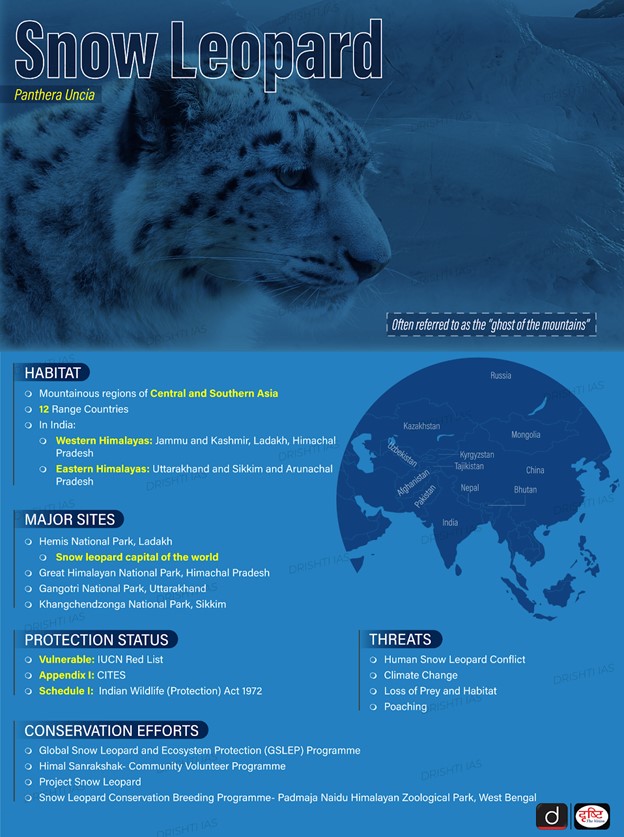 Snow Leopard
Panthera Uncia
Often referred to as the "ghost of the mountains"
HABITAT
Mountainous regions of Central and Southern Asia
12 Range Countries
In India:
Western Himalayas: Jammu and Kashmir, Ladakh, Himachal
Pradesh
Eastern Himalayas: Uttarakhand and Sikkim and Arunachal
Pradesh
Russia
Kazakhstan
Mongolia
Uzbekistan
Kyrgyzstan
Tajikistan
China
Afghanistan
Pakistan
Nepal
Bhutan
India
MAJOR SITES
Hemis National Park, Ladakh
Snow leopard capital of the world
Great Himalayan National Park, Himachal Pradesh
Gangotri National Park, Uttarakhand
Khangchendzonga National Park, Sikkim
PROTECTION STATUS
Vulnerable: IUCN Red List
Appendix I: CITES
Schedule I: Indian Wildlife (Protection) Act 1972
THREATS
Human Snow Leopard Conflict
Climate Change
Loss of Prey and Habitat
Poaching
CONSERVATION EFFORTS
Global Snow Leopard and Ecosystem Protection (GSLEP) Programme
Himal Sanrakshak- Community Volunteer Programme
Project Snow Leopard
Snow Leopard Conservation Breeding Programme- Padmaja Naidu Himalayan Zoological Park, West Bengal
DRISHTI IAS
d
दृष्टि
The Vision